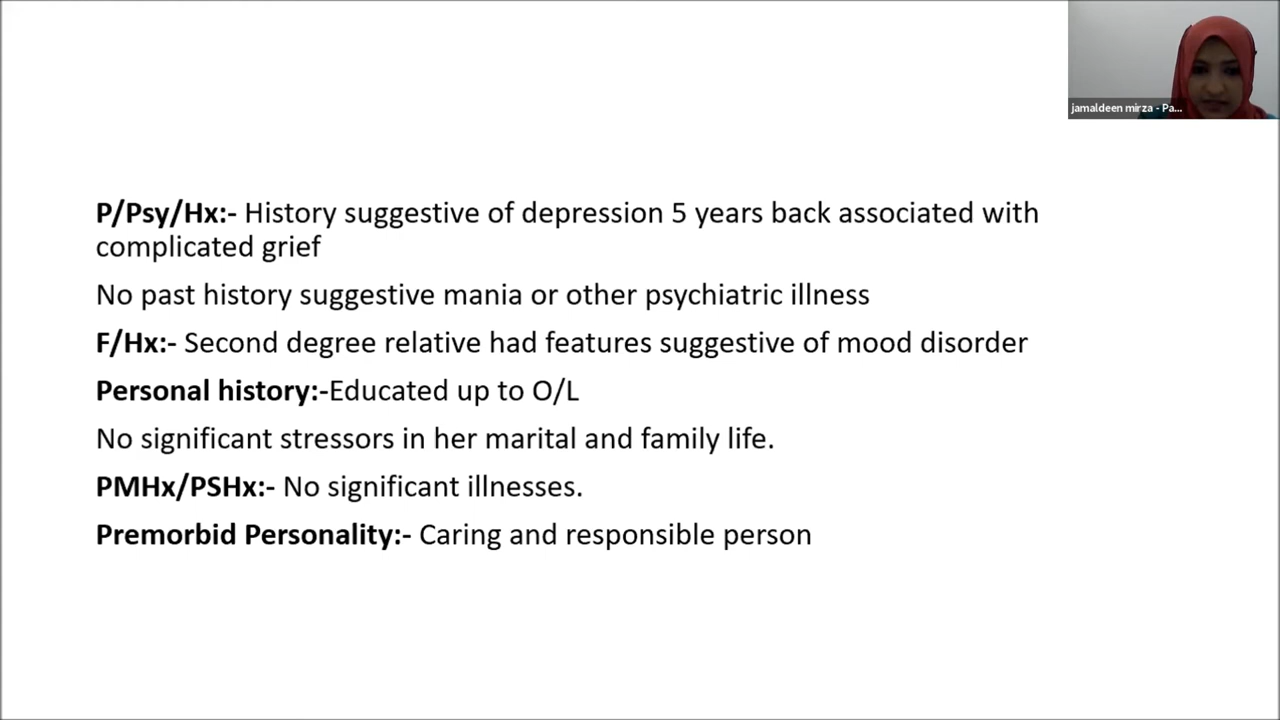 jamaldeen mirza - Pa...
P/Psy/Hx:- History suggestive of depression 5 years back associated with
complicated grief
No past history suggestive mania or other psychiatric illness
F/Hx:- Second degree relative had features suggestive of mood disorder
Personal history:-Educated up to O/L
No significant stressors in her marital and family life.
PMHx/PSHx:- No significant illnesses.
Premorbid Personality:- Caring and responsible person